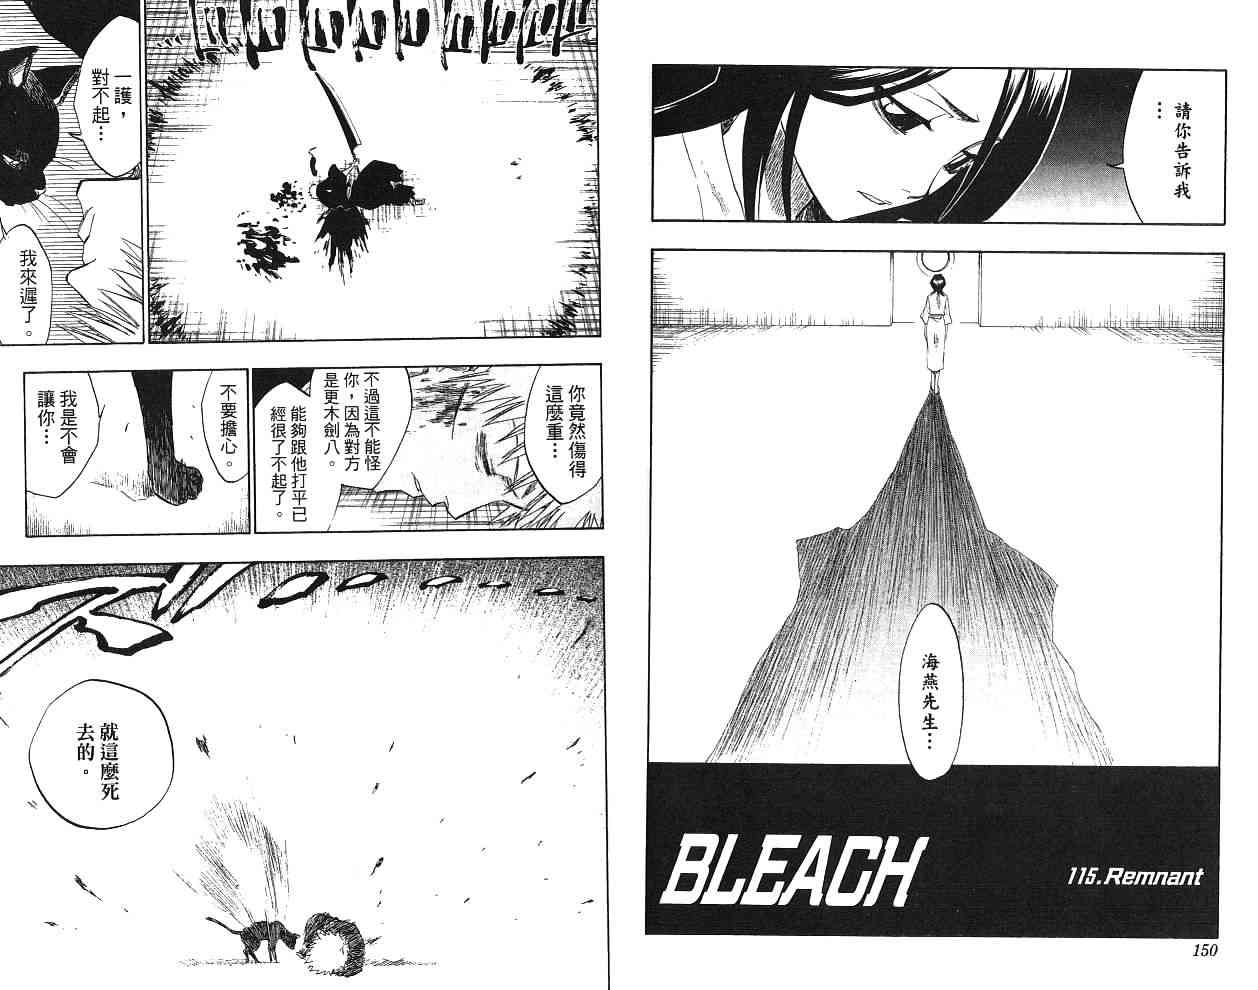 請你告訴我
…
海燕先生…
BLEACH
115.Remnant
150
一護，
對不起…
我來遲了。
你竟然傷得
這麼重…
不過這不能怪
你，因為對方
是更木劍八。
能夠跟他打平已
經很了不起了。
不要擔心。
我是不會
讓你…
就這麼死
去的。